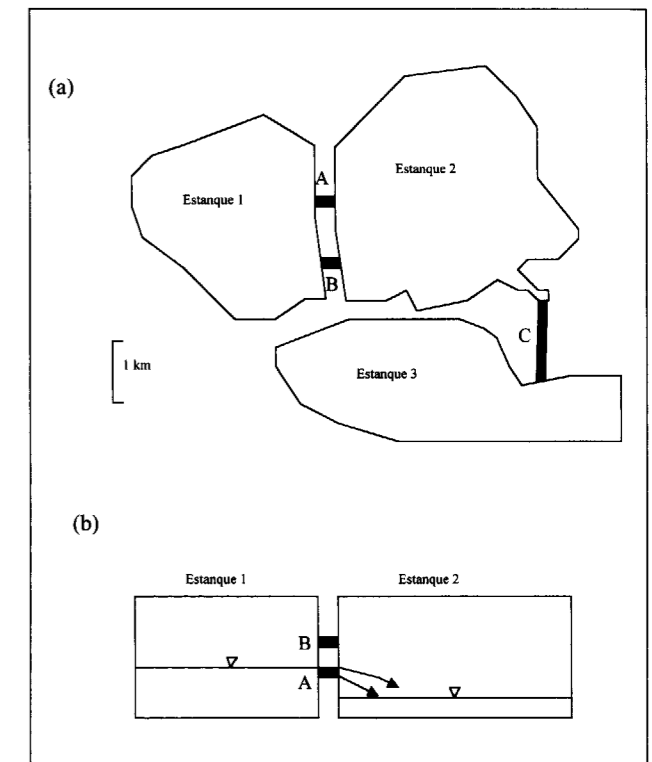 (a)
A
Estanque 2
Estanque 1
B
C
1 km
Estanque 3
(b)
Estanque 1 Estanque 2
B
A